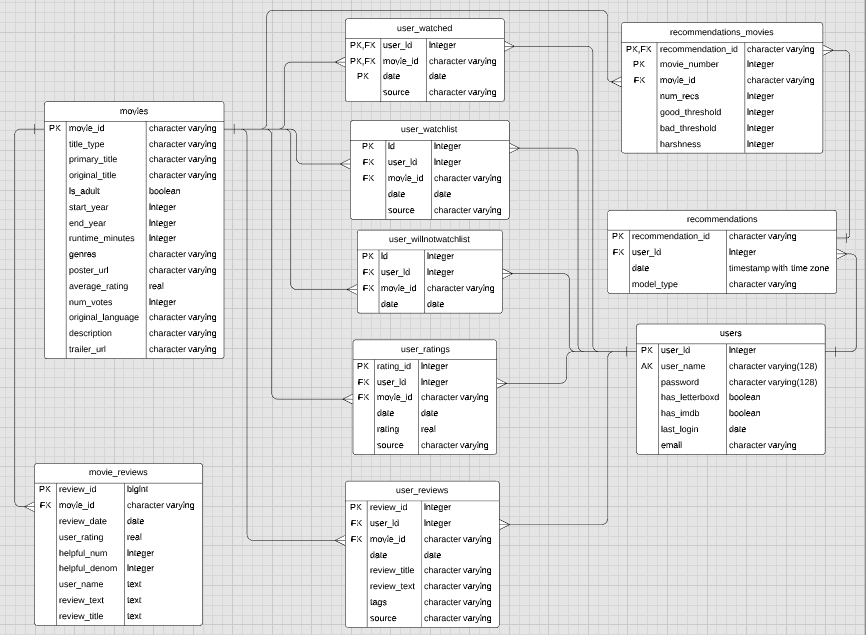 user_watched
PK,FK user_id Integer
PK,FK movie_id character varying
PK date date
source character varying
recommendations_movies
PK,FK recommendation_id character varying
PK movie_number Integer
FK movie_id character varying
num_recs Integer
good_threshold Integer
bad_threshold Integer
harshness Integer
movies
PK movie_id character varying
title_type character varying
primary_title character varying
original_title character varying
is_adult boolean
start_year Integer
end_year Integer
runtime_minutes Integer
genres character varying
poster_url character varying
average_rating real
num_votes Integer
original_language character varying
description character varying
trailer_url character varying
user_watchlist
PK id Integer
FK user_id Integer
FK movie_id character varying
date date
source character varying
user_willnotwatchlist
PK id Integer
FK user_id Integer
FK movie_id character varying
date date
recommendations
PK recommendation_id character varying
FK user_id Integer
date timestamp with time zone
model_type character varying
users
PK user_id Integer
AK user_name character varying(128)
password character varying(128)
has_letterboxd boolean
has_imdb boolean
last_login date
email character varying
user_ratings
PK rating_id Integer
FK user_id Integer
FK movie_id character varying
date date
rating real
source character varying
movie_reviews
PK review_id bigint
FK movie_id character varying
review_date date
user_rating real
helpful_num Integer
helpful_denom Integer
user_name text
review_text text
review_title text
user_reviews
PK review_id Integer
FK user_id Integer
FK movie_id character varying
date date
review_title character varying
review_text character varying
tags character varying
source character varying